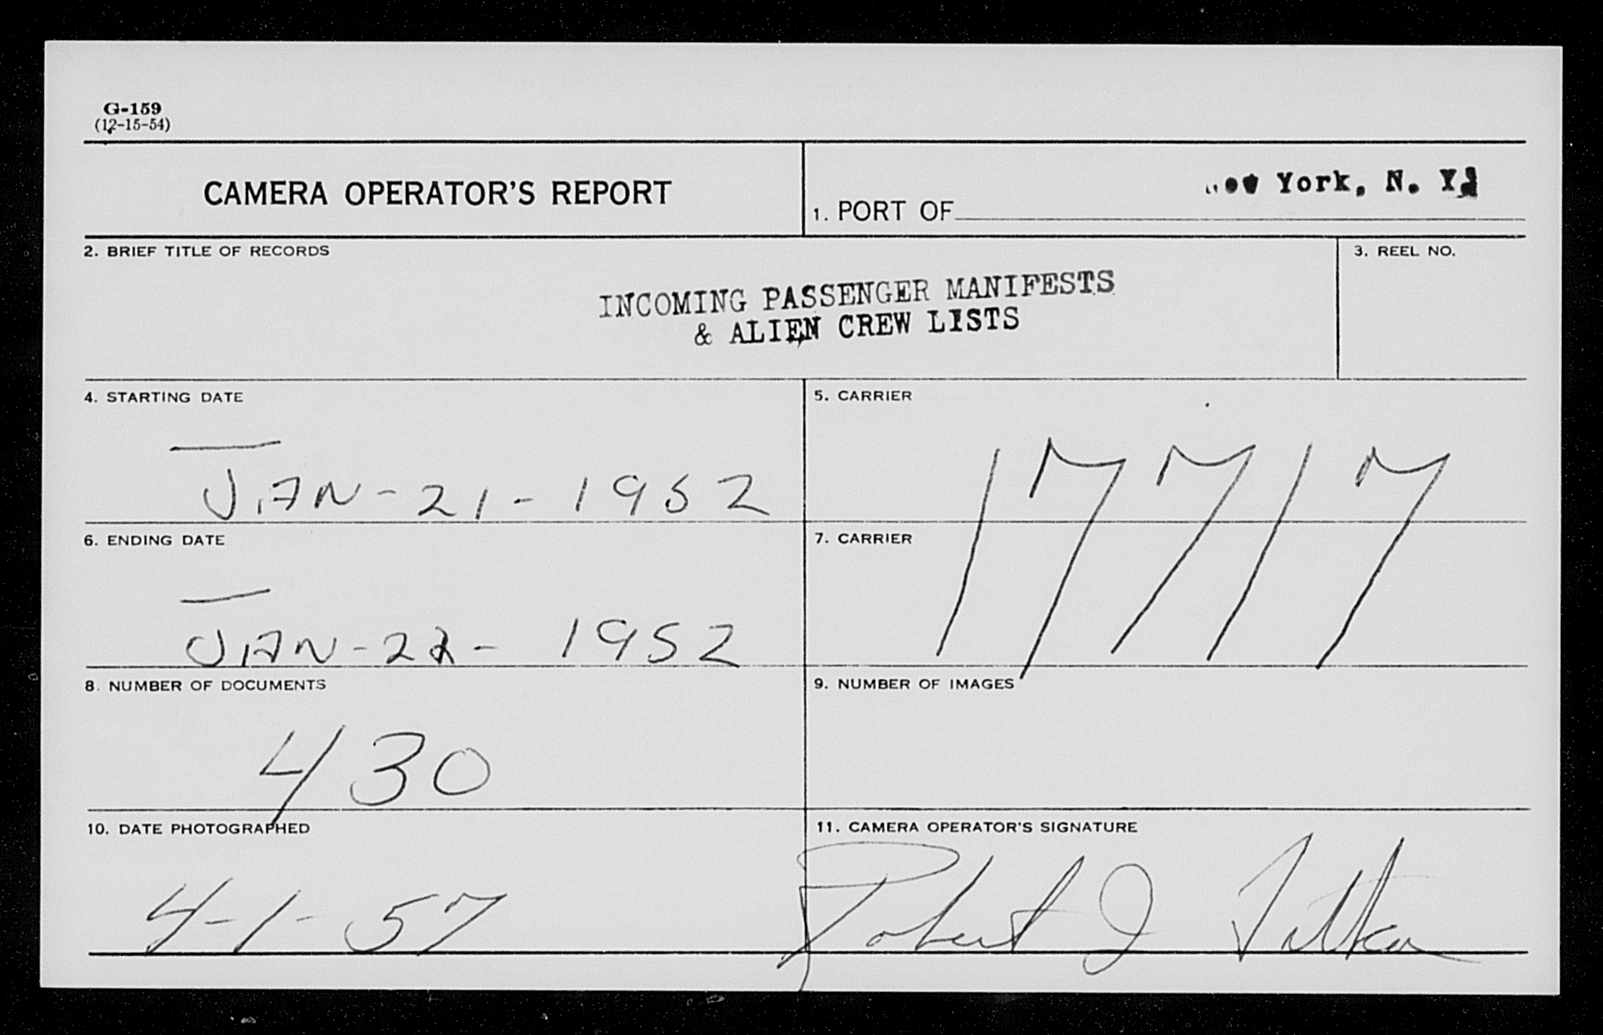 G-159
(12-15-54)
CAMERA OPERATOR'S REPORT
1. PORT OF
New York, N. Y.
2. BRIEF TITLE OF RECORDS
INCOMING PASSENGER MANIFESTS
& ALIEN CREW LISTS
3. REEL NO.
4. STARTING DATE
JAN-21-1952
5. CARRIER
17717
6. ENDING DATE
JAN-22-1952
7. CARRIER
8. NUMBER OF DOCUMENTS
430
9. NUMBER OF IMAGES
10. DATE PHOTOGRAPHED
4-1-57
11. CAMERA OPERATOR'S SIGNATURE
Robert J